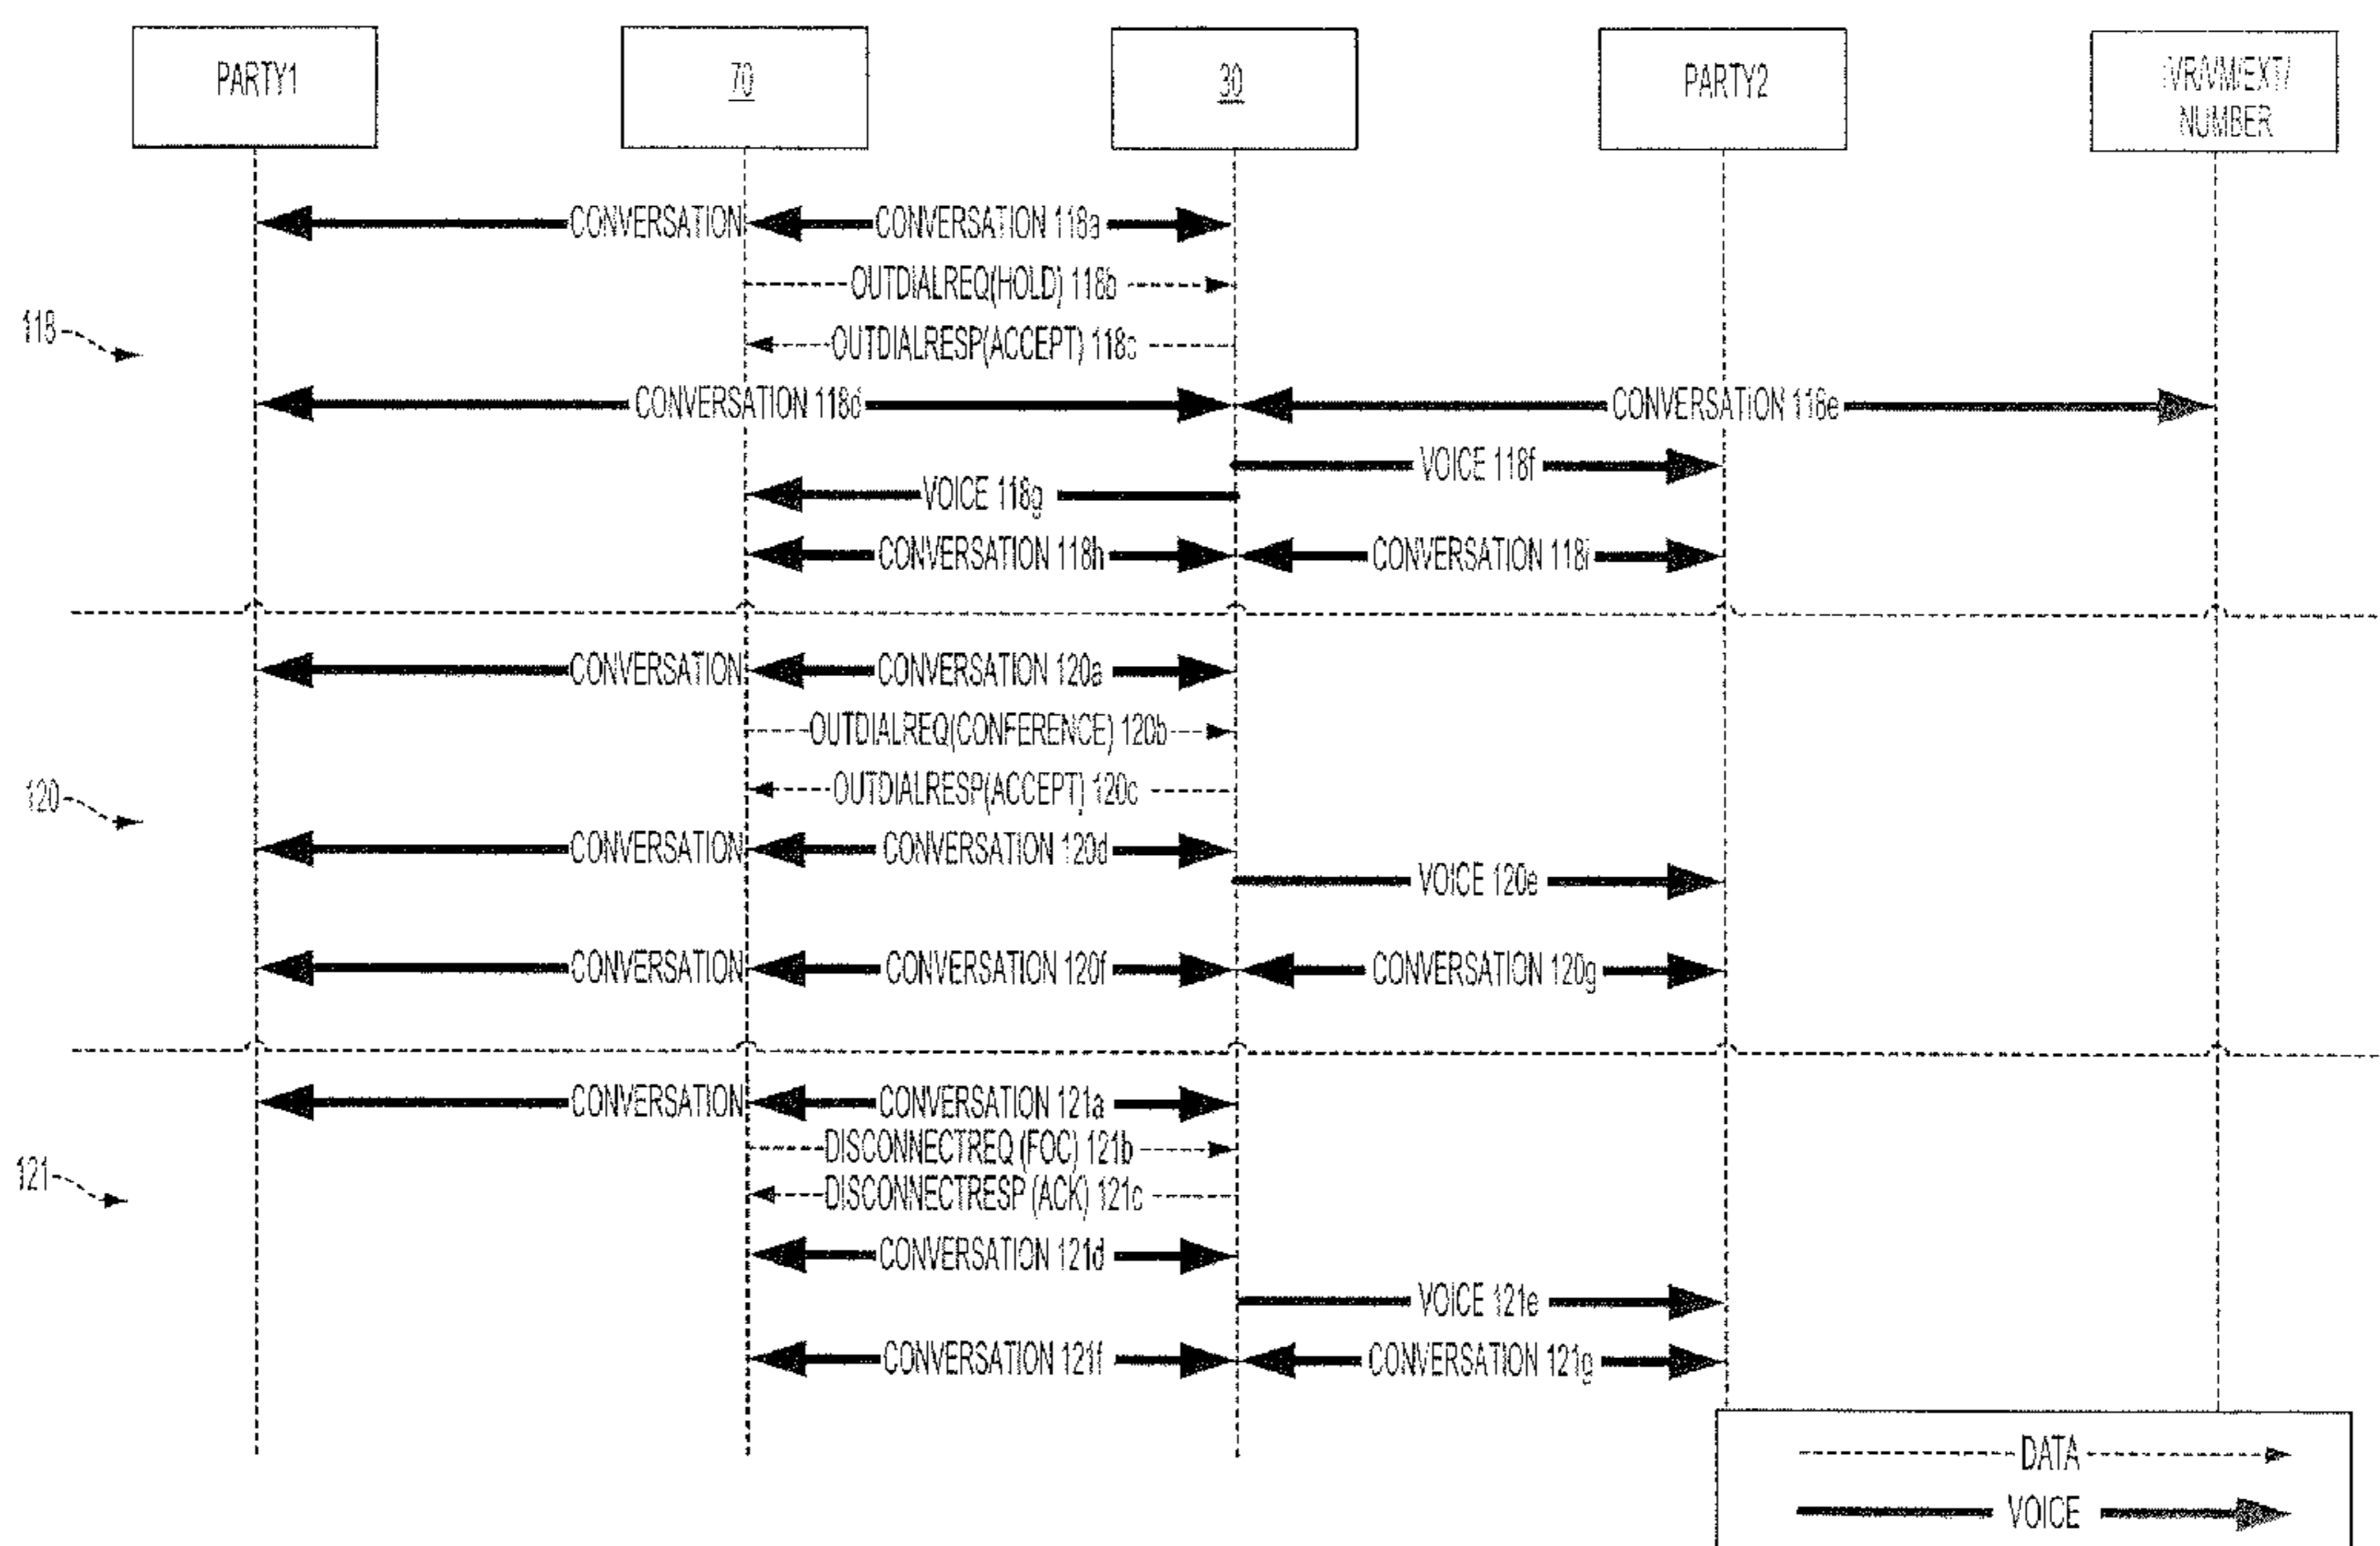 PARTY1
70
30
PARTY2
IVR/VM/EXT/
NUMBER
CONVERSATION
CONVERSATION 118a
OUTDIALREQ(HOLD) 118b
118
OUTDIALRESP(ACCEPT) 118c
CONVERSATION 118d
CONVERSATION 118e
VOICE 118f
VOICE 118g
CONVERSATION 118h
CONVERSATION 118i
CONVERSATION
CONVERSATION 120a
OUTDIALREQ(CONFERENCE) 120b
120
OUTDIALRESP(ACCEPT) 120c
CONVERSATION
CONVERSATION 120d
VOICE 120e
CONVERSATION
CONVERSATION 120f
CONVERSATION 120g
CONVERSATION
CONVERSATION 121a
DISCONNECTREQ (FOC) 121b
121
DISCONNECTRESP (ACK) 121c
CONVERSATION 121d
VOICE 121e
CONVERSATION 121f
CONVERSATION 121g
DATA
VOICE